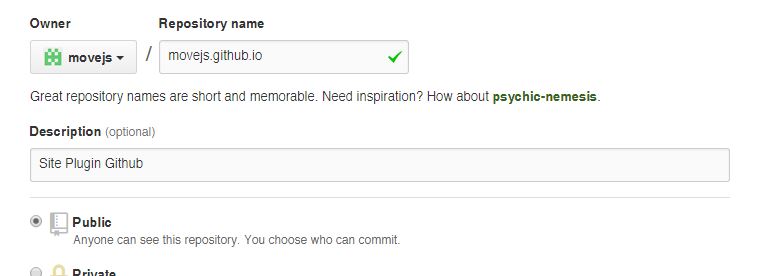 Owner Repository name
movejs / movejs.github.io
Great repository names are short and memorable. Need inspiration? How about psychic-nemesis.
Description (optional)
Site Plugin Github
Public
Anyone can see this repository. You choose who can commit.
Private